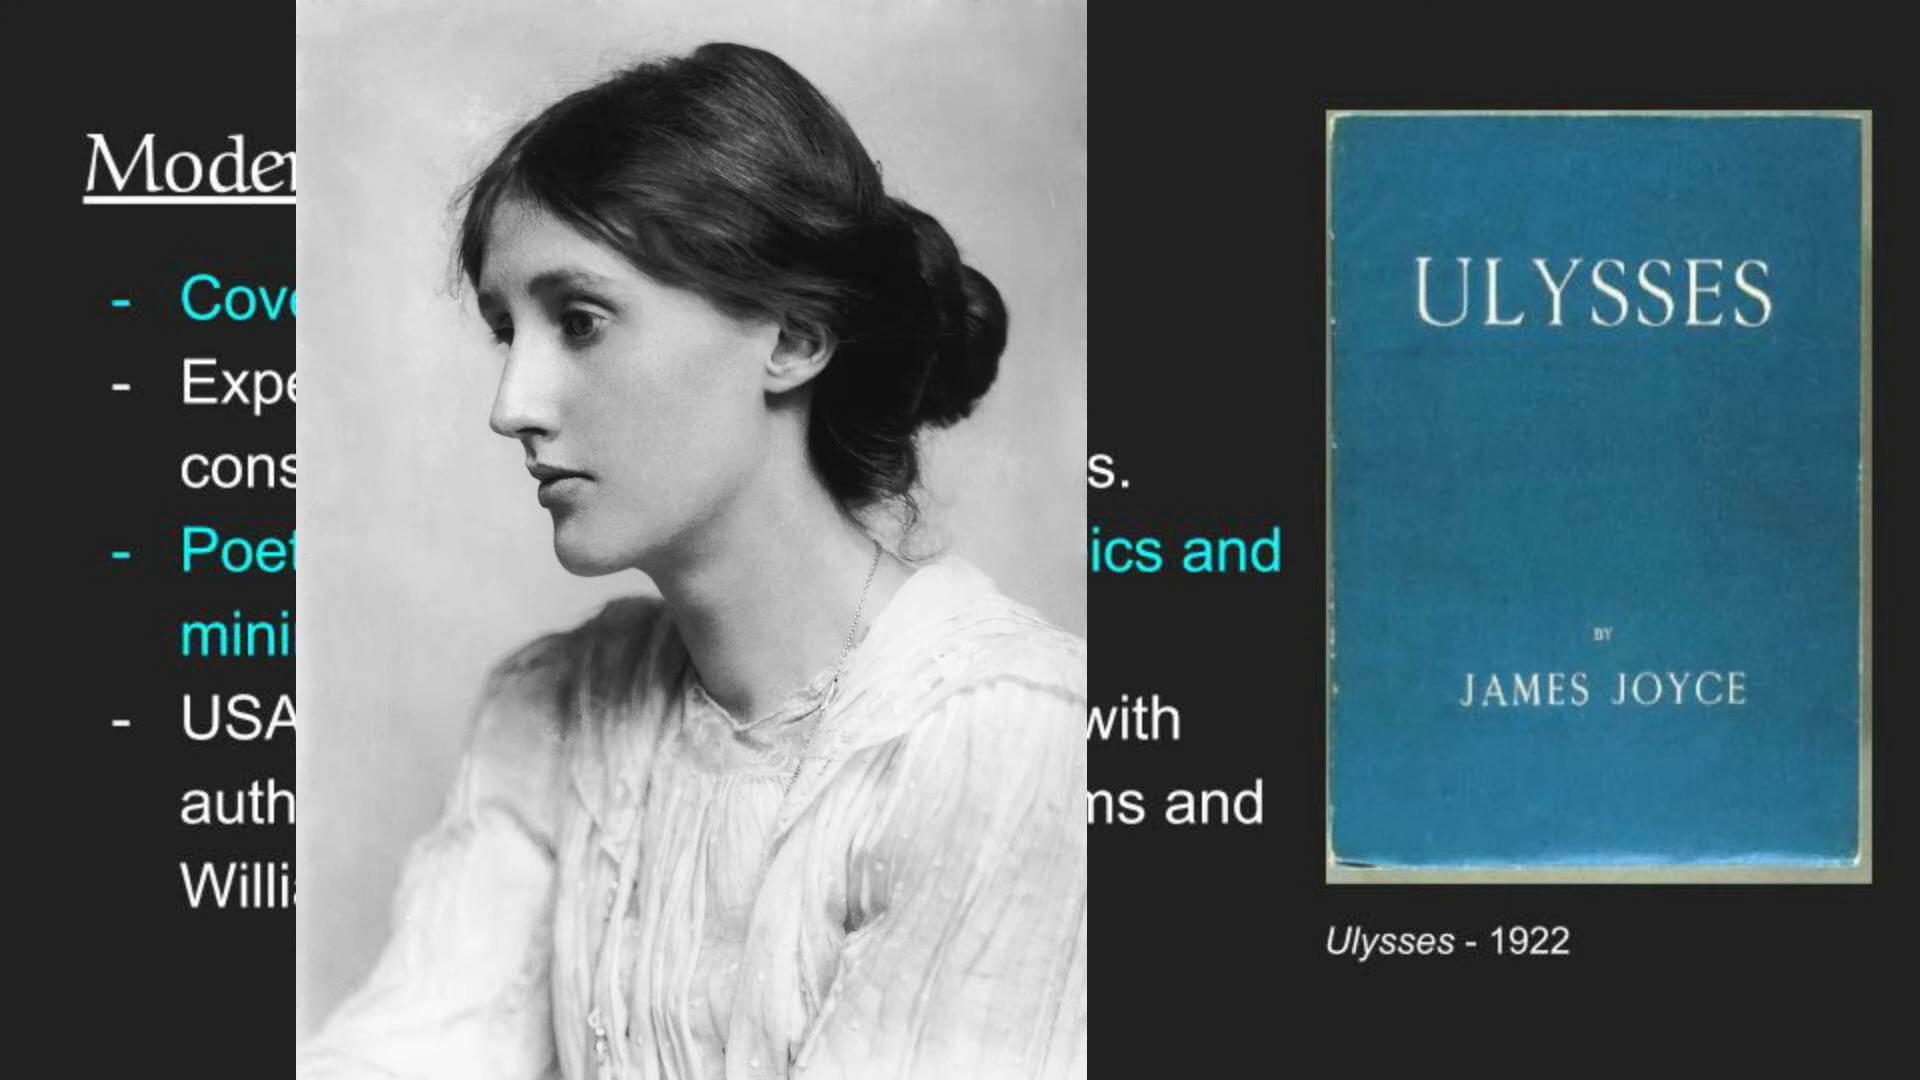 Moder
- Cove
- Expe
cons s.
- Poet ics and
mini
- USA with
auth ms and
Willia
ULYSSES
BY
JAMES JOYCE
Ulysses - 1922